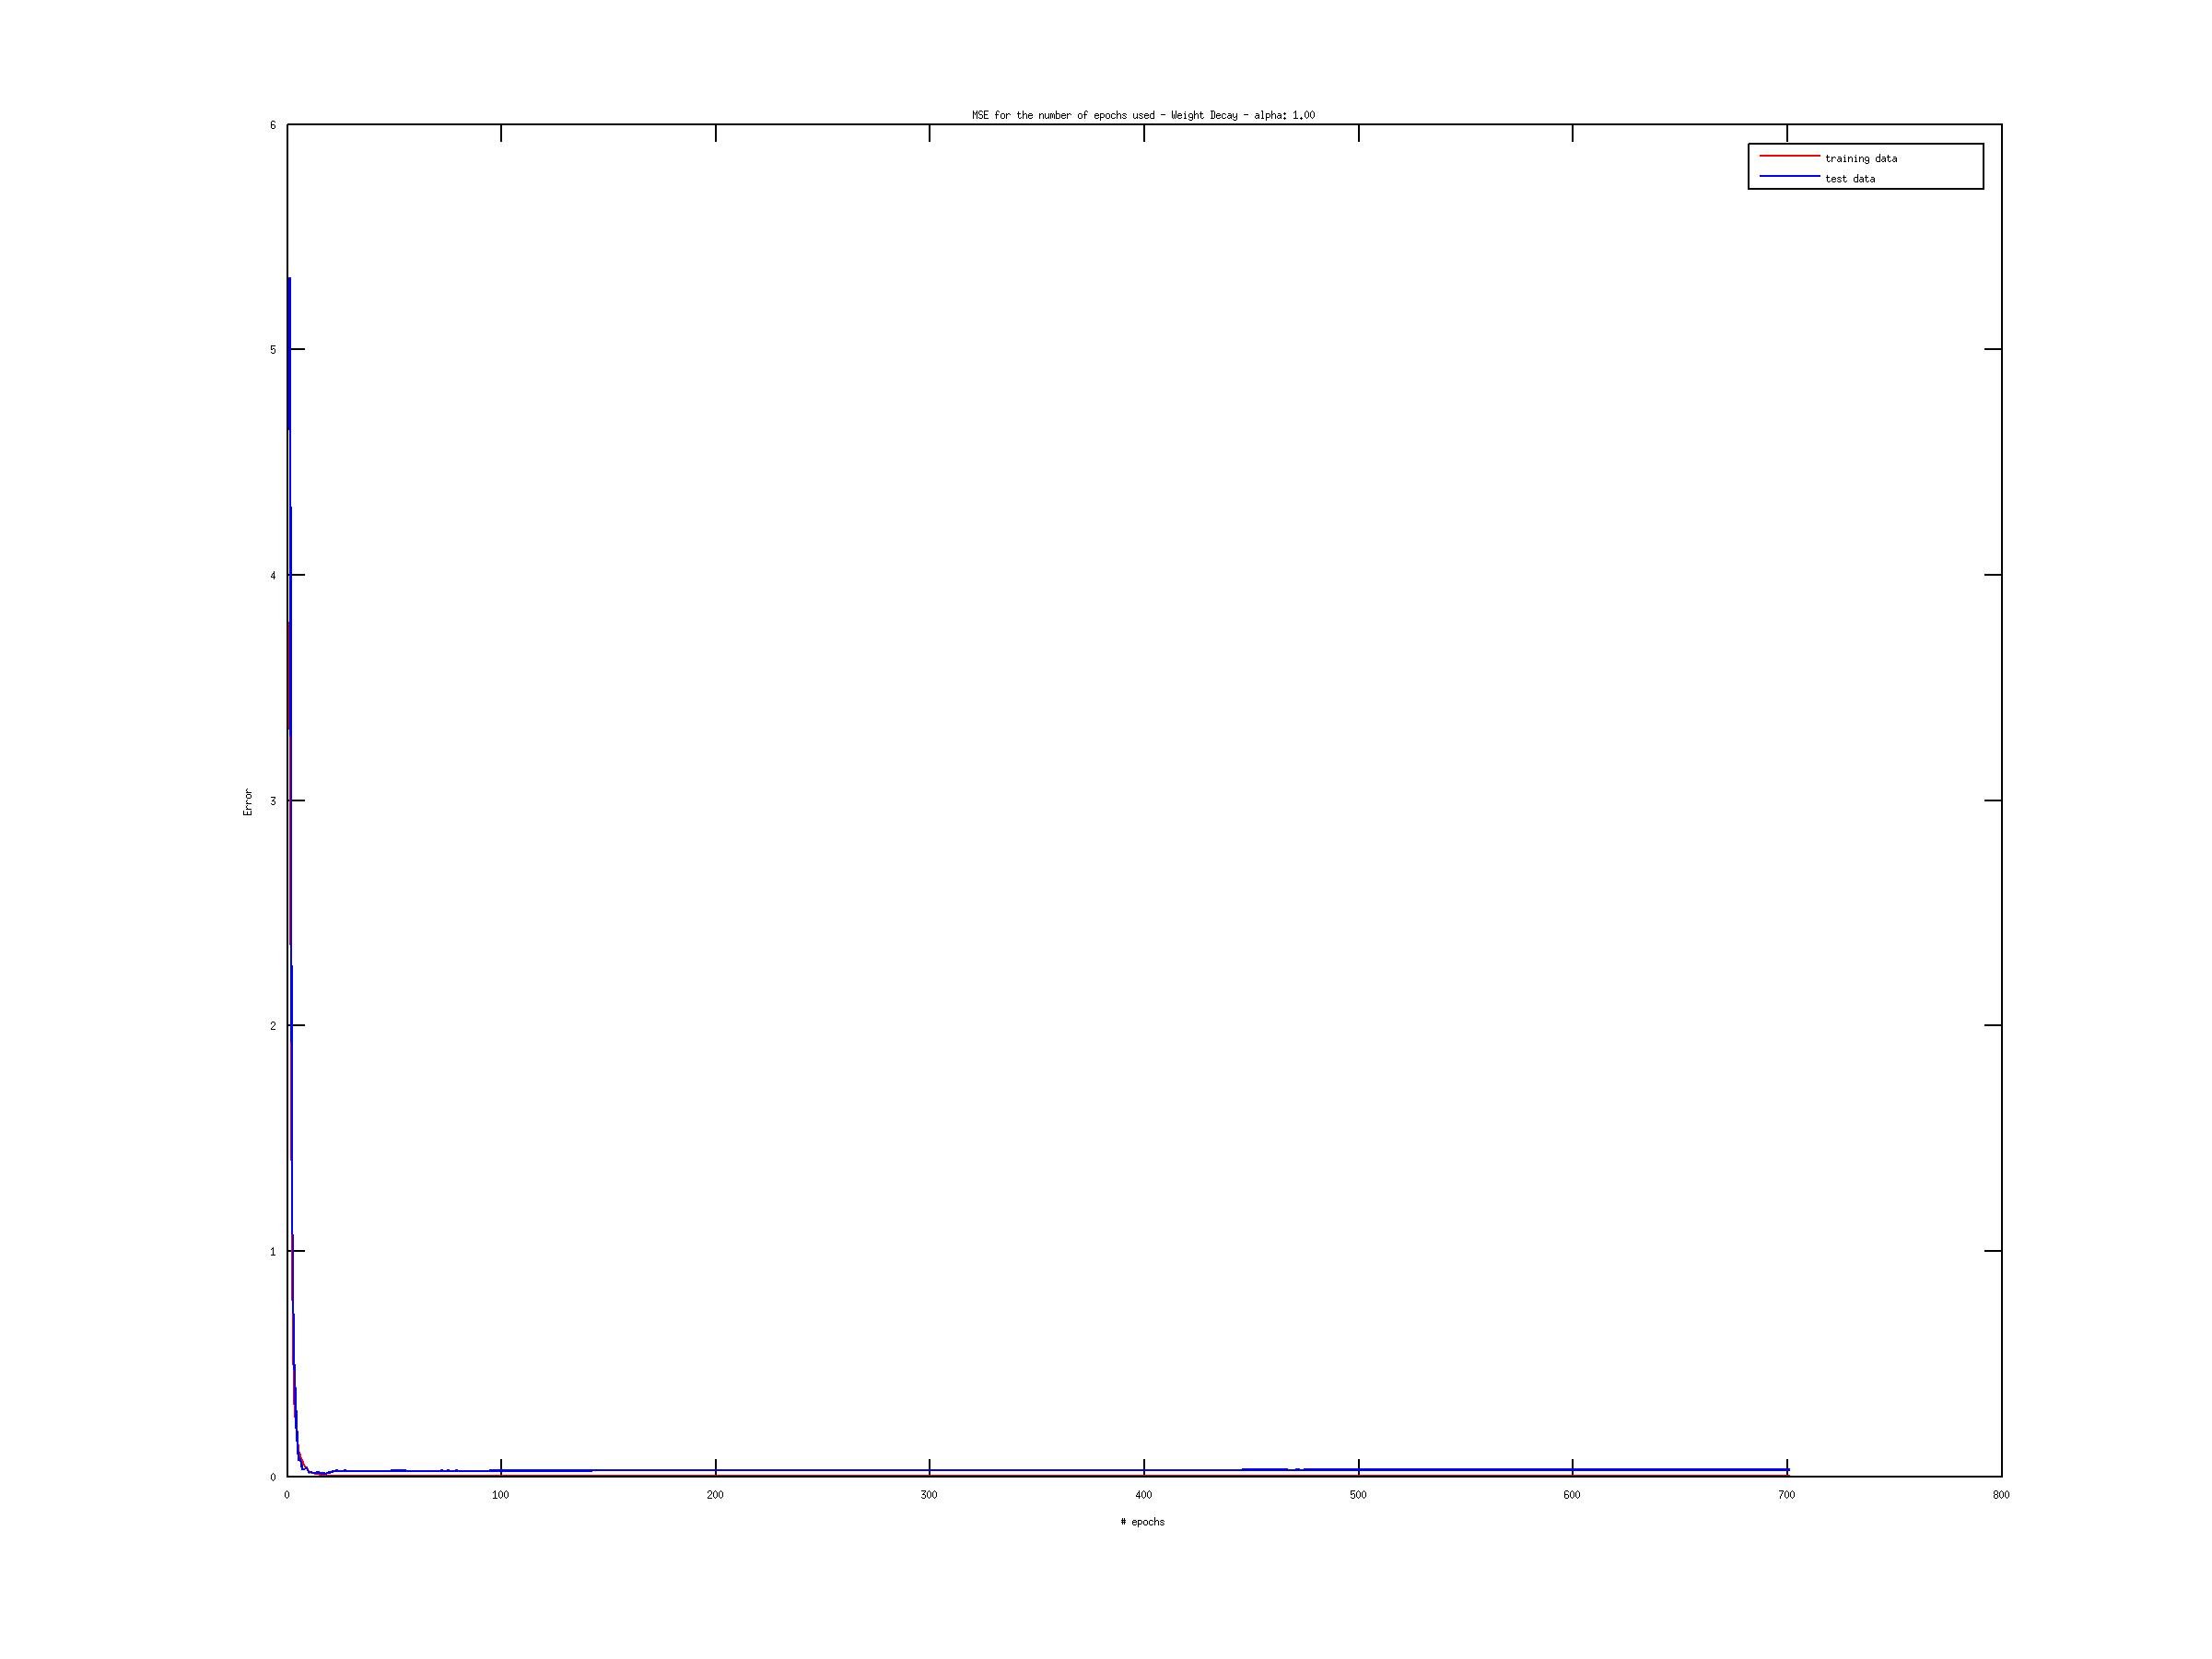 MSE for the number of epochs used - Weight Decay - alpha: 1.00
training data
test data
6
5
4
3
2
1
0
Error
0 100 200 300 400 500 600 700 800
# epochs